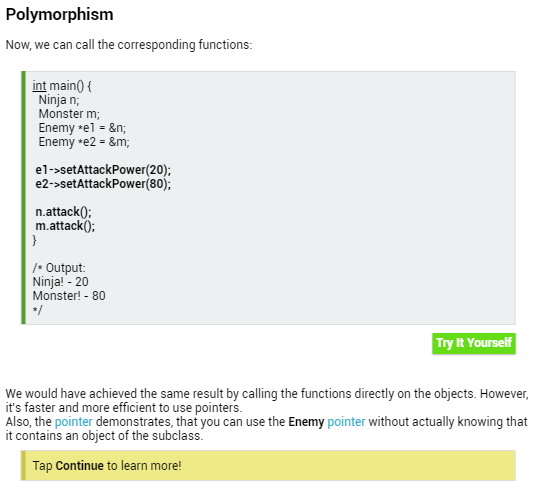 Polymorphism
Now, we can call the corresponding functions:
int main() {
Ninja n;
Monster m;
Enemy *e1 = &n;
Enemy *e2 = &m;
e1->setAttackPower(20);
e2->setAttackPower(80);
n.attack();
m.attack();
}
/* Output:
Ninja! - 20
Monster! - 80
*/
Try It Yourself
We would have achieved the same result by calling the functions directly on the objects. However,
it's faster and more efficient to use pointers.
Also, the pointer demonstrates, that you can use the Enemy pointer without actually knowing that
it contains an object of the subclass.
Tap Continue to learn more!